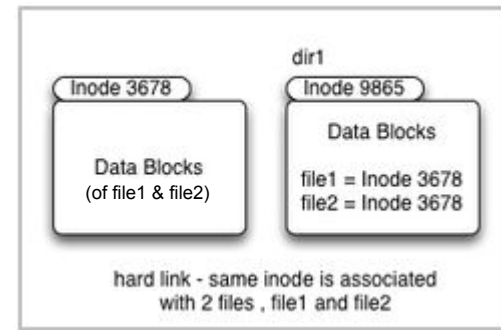 dir1
Inode 3678
Data Blocks
(of file1 & file2)
Inode 9865
Data Blocks
file1 = Inode 3678
file2 = Inode 3678
hard link - same inode is associated
with 2 files , file1 and file2